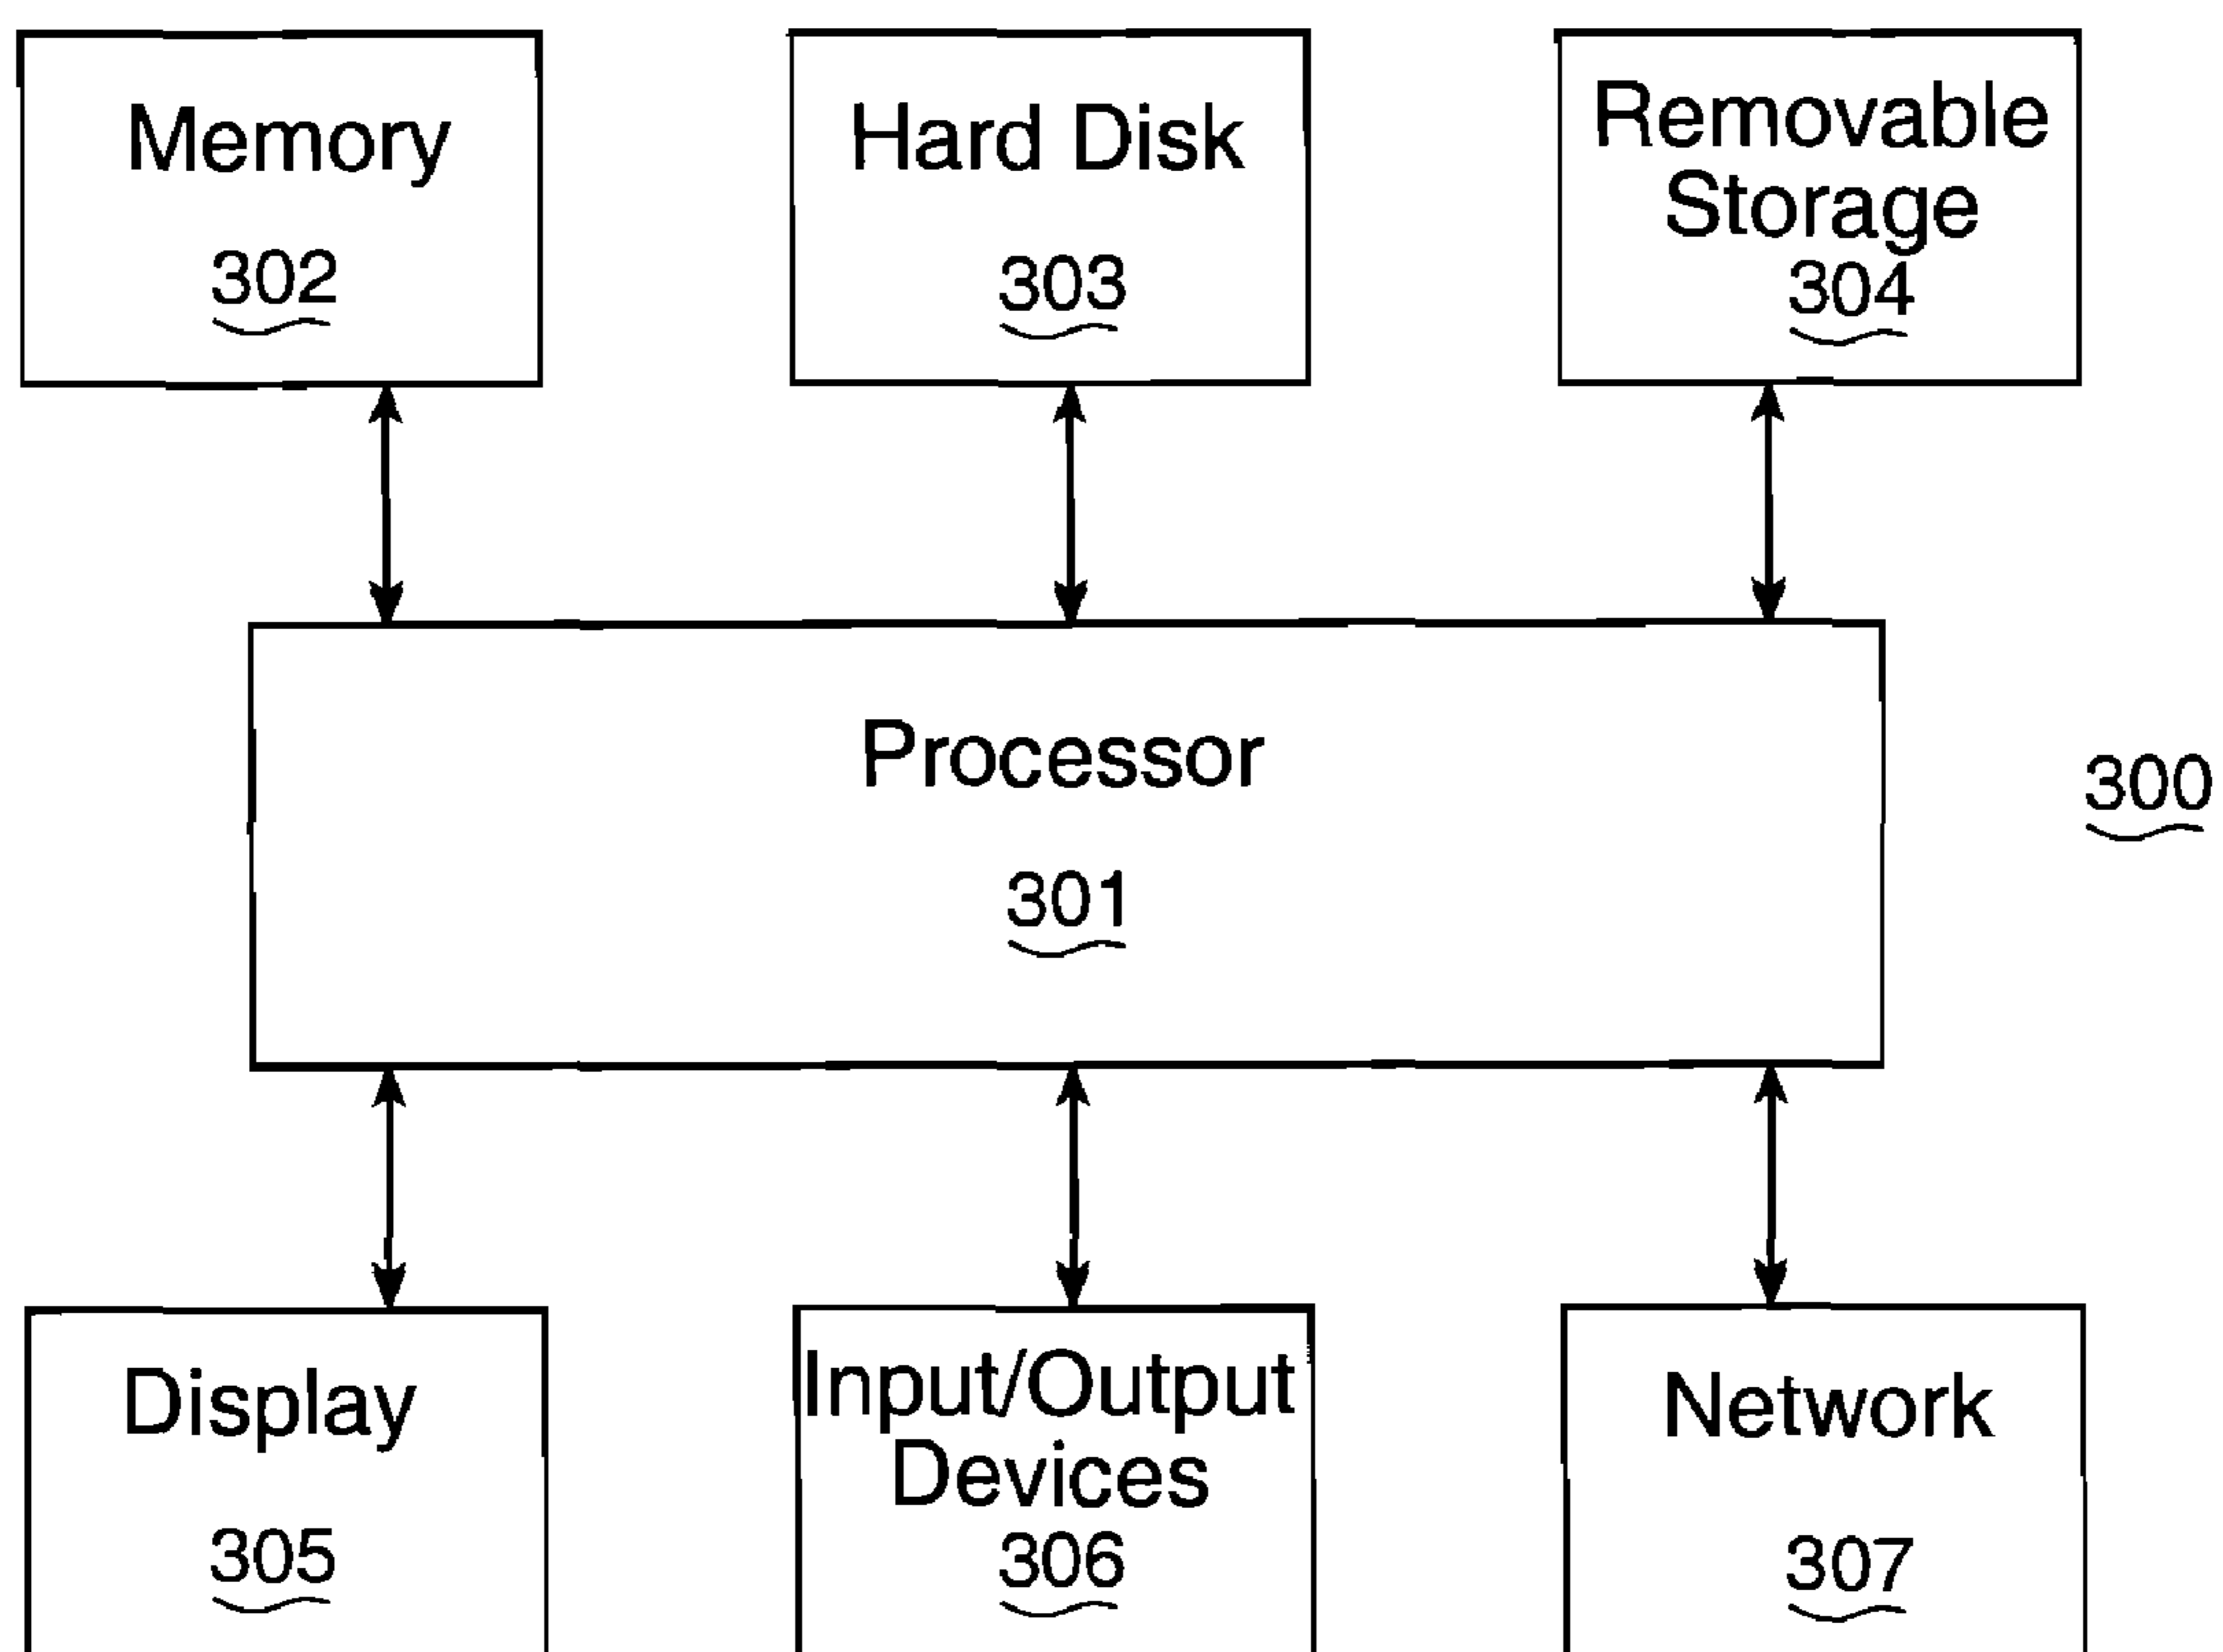 Memory
302
Hard Disk
303
Removable
Storage
304
Processor
301
300
Display
305
Input/Output
Devices
306
Network
307